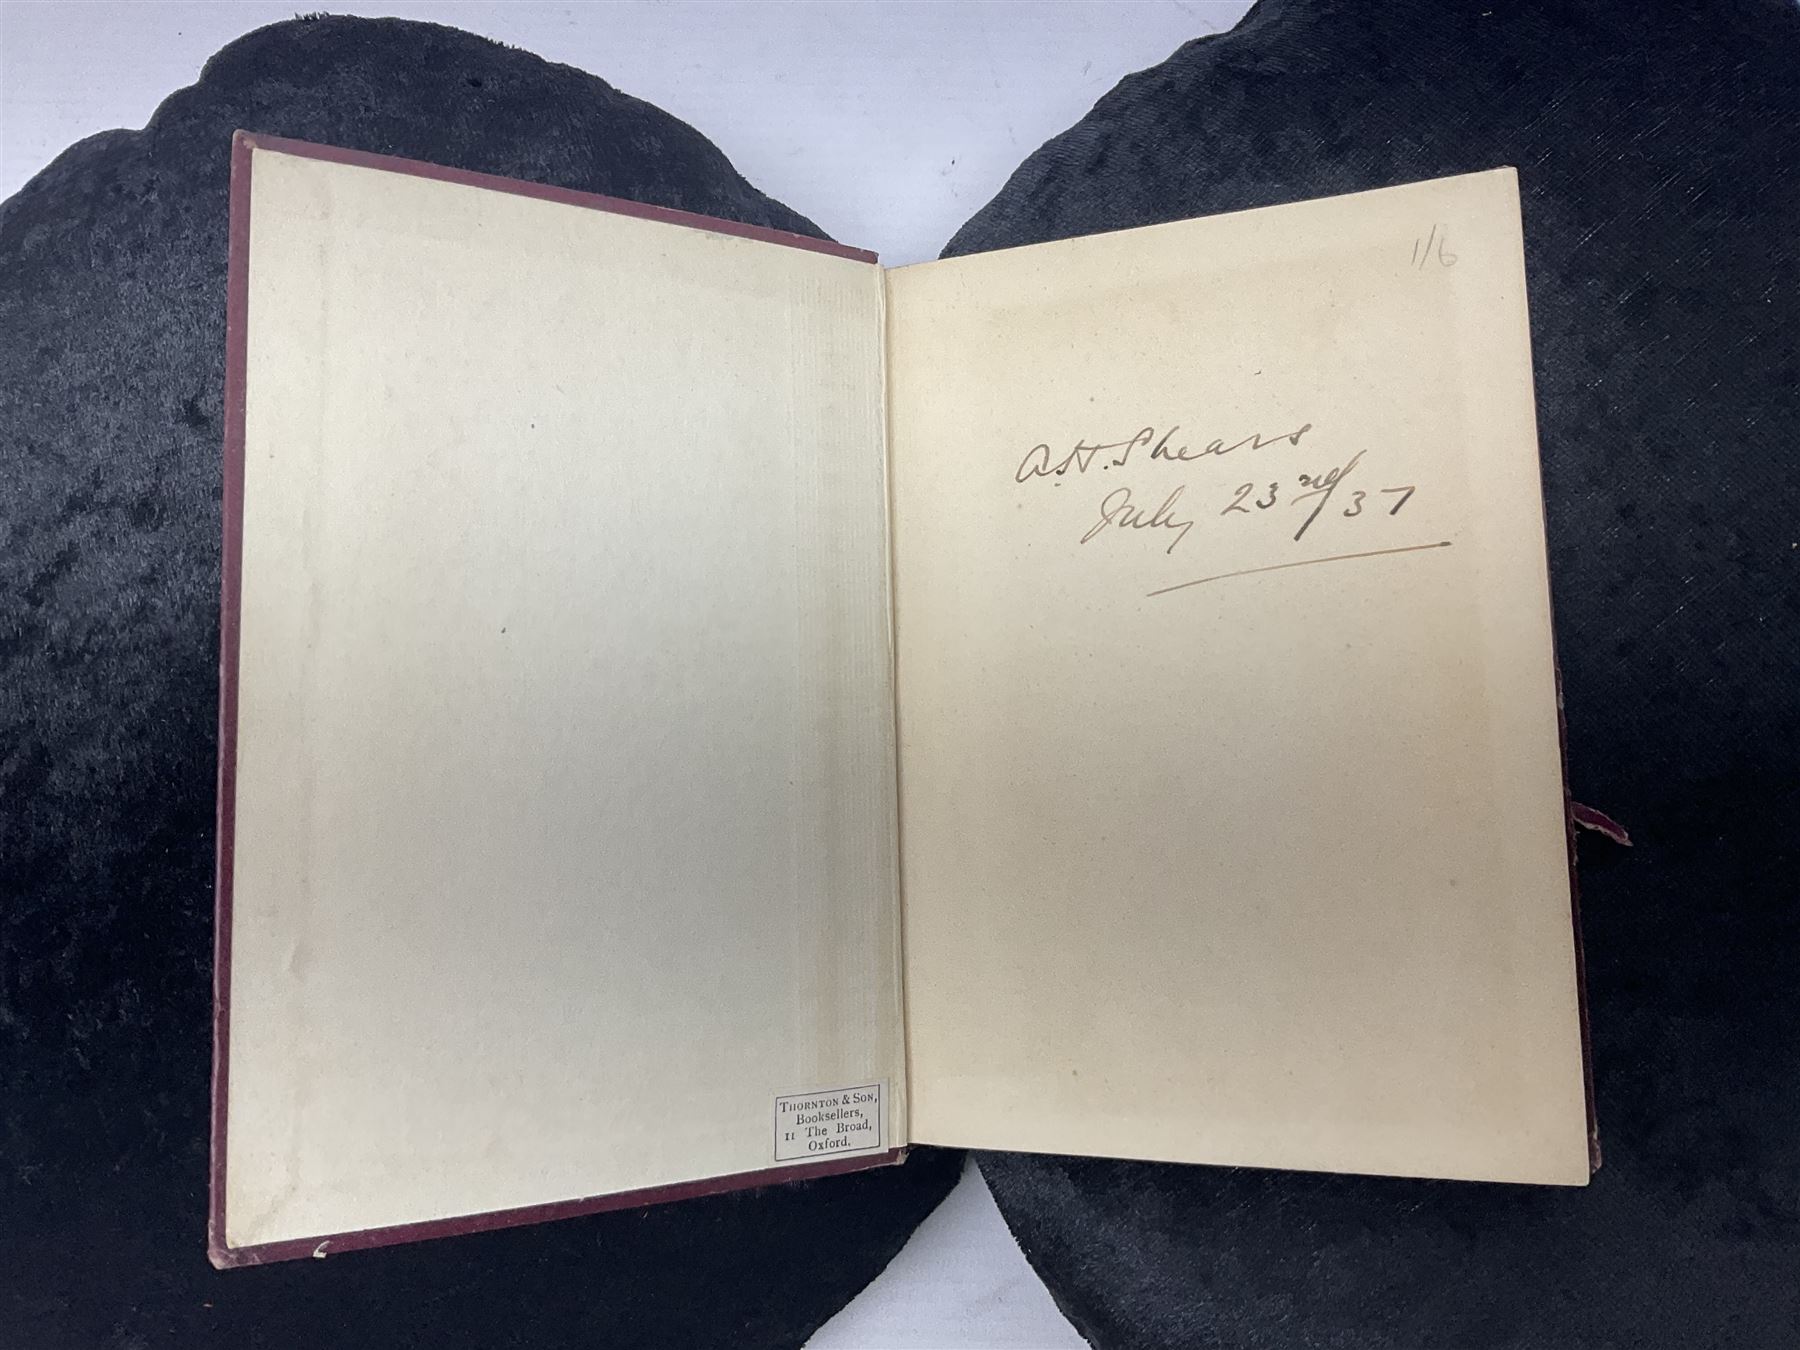 THORNTON & SON,
Booksellers,
11 The Broad,
Oxford.
1/6
A.H. Shears
July 23rd/37